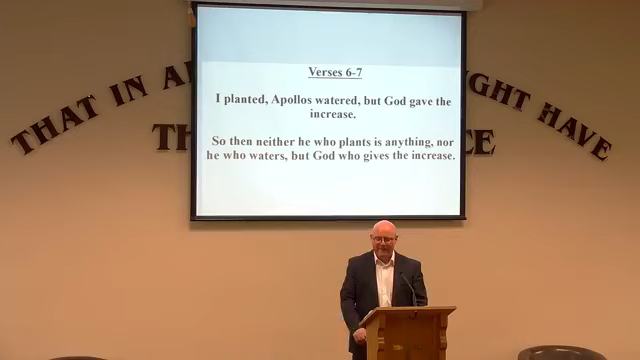 Verses 6-7
I planted, Apollos watered, but God gave the
increase.
So then neither he who plants is anything, nor
he who waters, but God who gives the increase.
THAT IN A
GHT HAVE
TH
CE